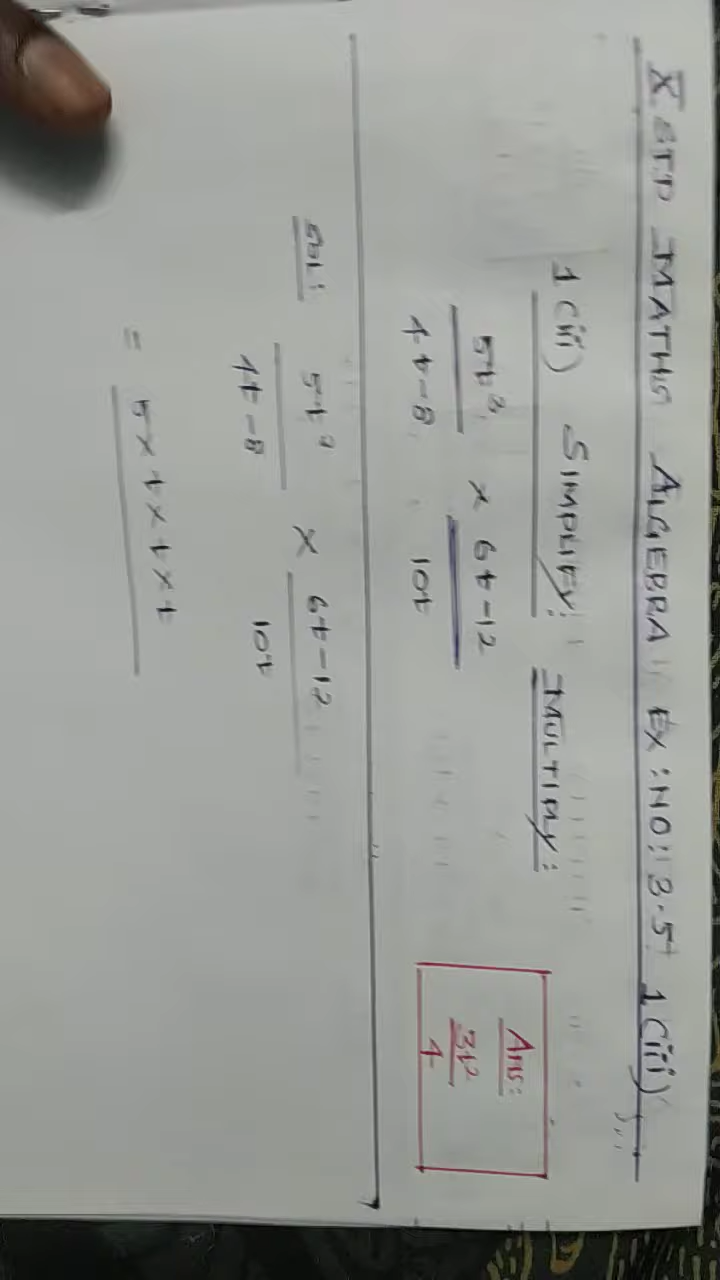 X STD MATHS ALGEBRA Ex: NO: 3.5 1(iii)
1 (iii) SIMPLIFY: MULTIPLY:
5t³ × 6t-12
4t-8 10t
Ans:
3t²
4
Sol: 5t³ × 6t-12
4t-8 10t
= 5×t×t×t